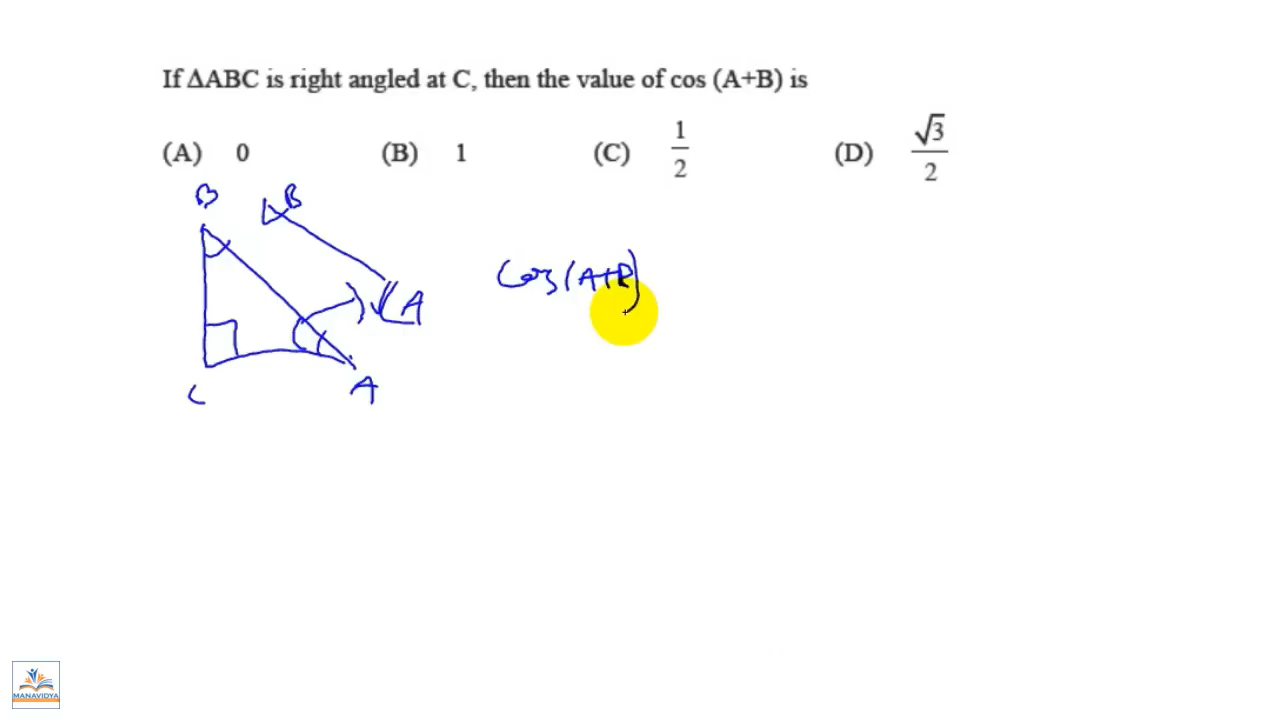 If ΔABC is right angled at C, then the value of cos (A+B) is
(A) 0 (B) 1 (C) 1/2 (D) √3/2
B
B
cos(A+B)
A
C
A
MANAVIDYA